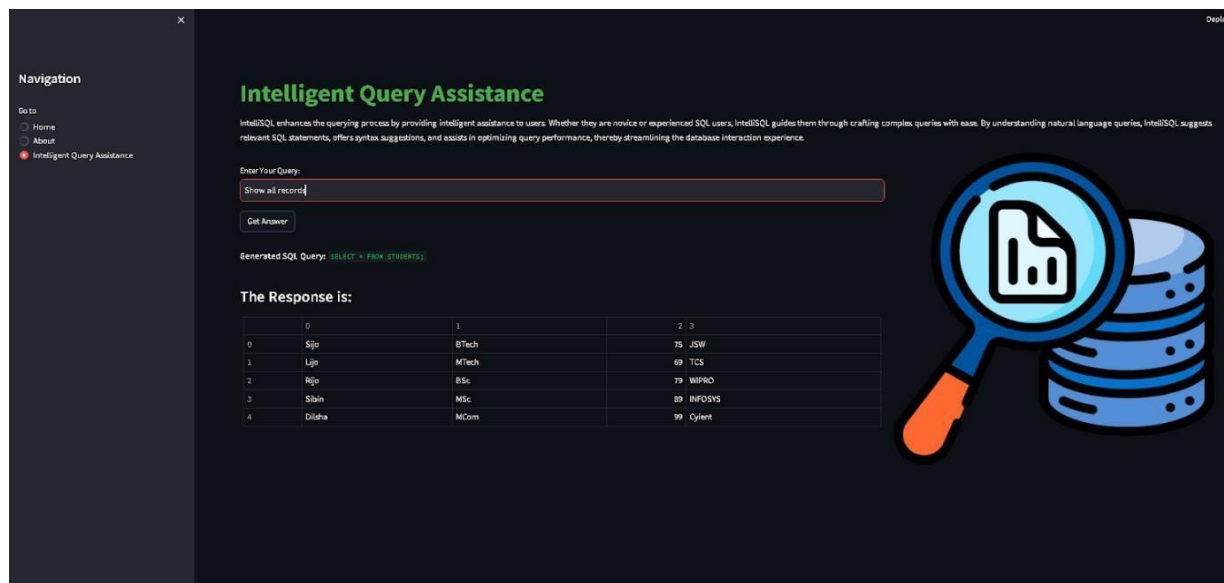 ×
Deplo
Navigation
Go to
Home
About
Intelligent Query Assistance
Intelligent Query Assistance
IntelliSQL enhances the querying process by providing intelligent assistance to users. Whether they are novice or experienced SQL users, IntelliSQL guides them through crafting complex queries with ease. By understanding natural language queries, IntelliSQL suggests
relevant SQL statements, offers syntax suggestions, and assists in optimizing query performance, thereby streamlining the database interaction experience.
Enter Your Query:
Show all records
Get Answer
Generated SQL Query: SELECT * FROM STUDENTS;
The Response is:
0 1 2 3
0 Sijo BTech 75 JSW
1 Lijo MTech 69 TCS
2 Rijo BSc 79 WIPRO
3 Sibin MSc 89 INFOSYS
4 Dilsha MCom 99 Cyient